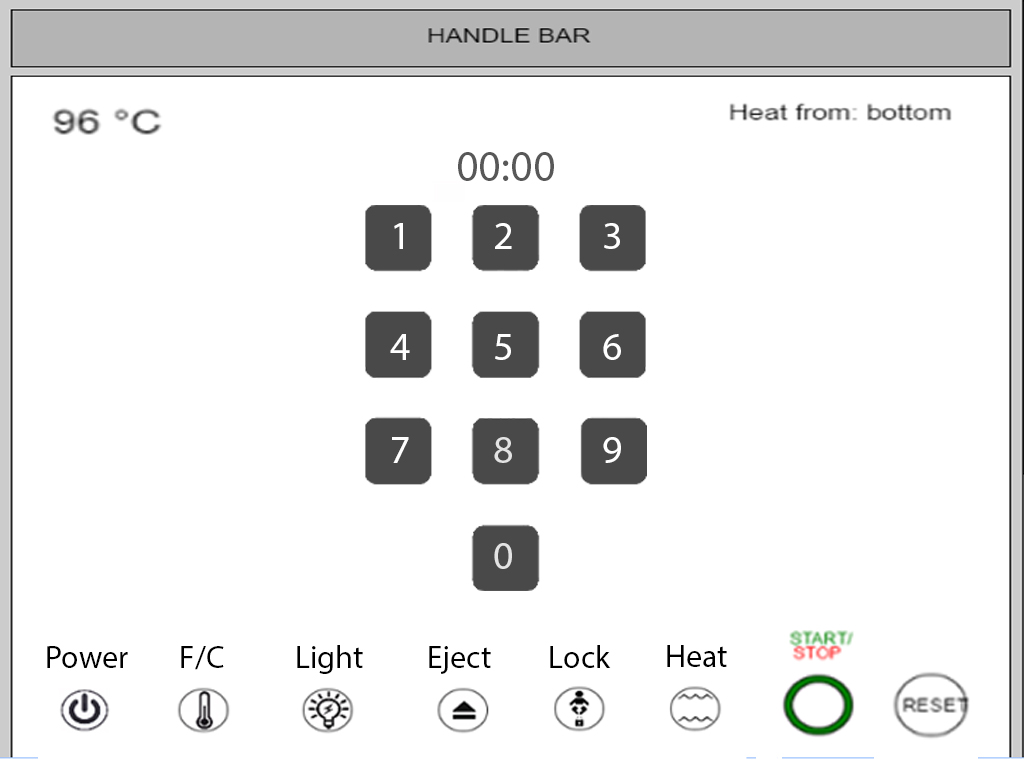 HANDLE BAR
96 °C
Heat from: bottom
00:00
1 2 3
4 5 6
7 8 9
0
START/
STOP
Power F/C Light Eject Lock Heat
RESET